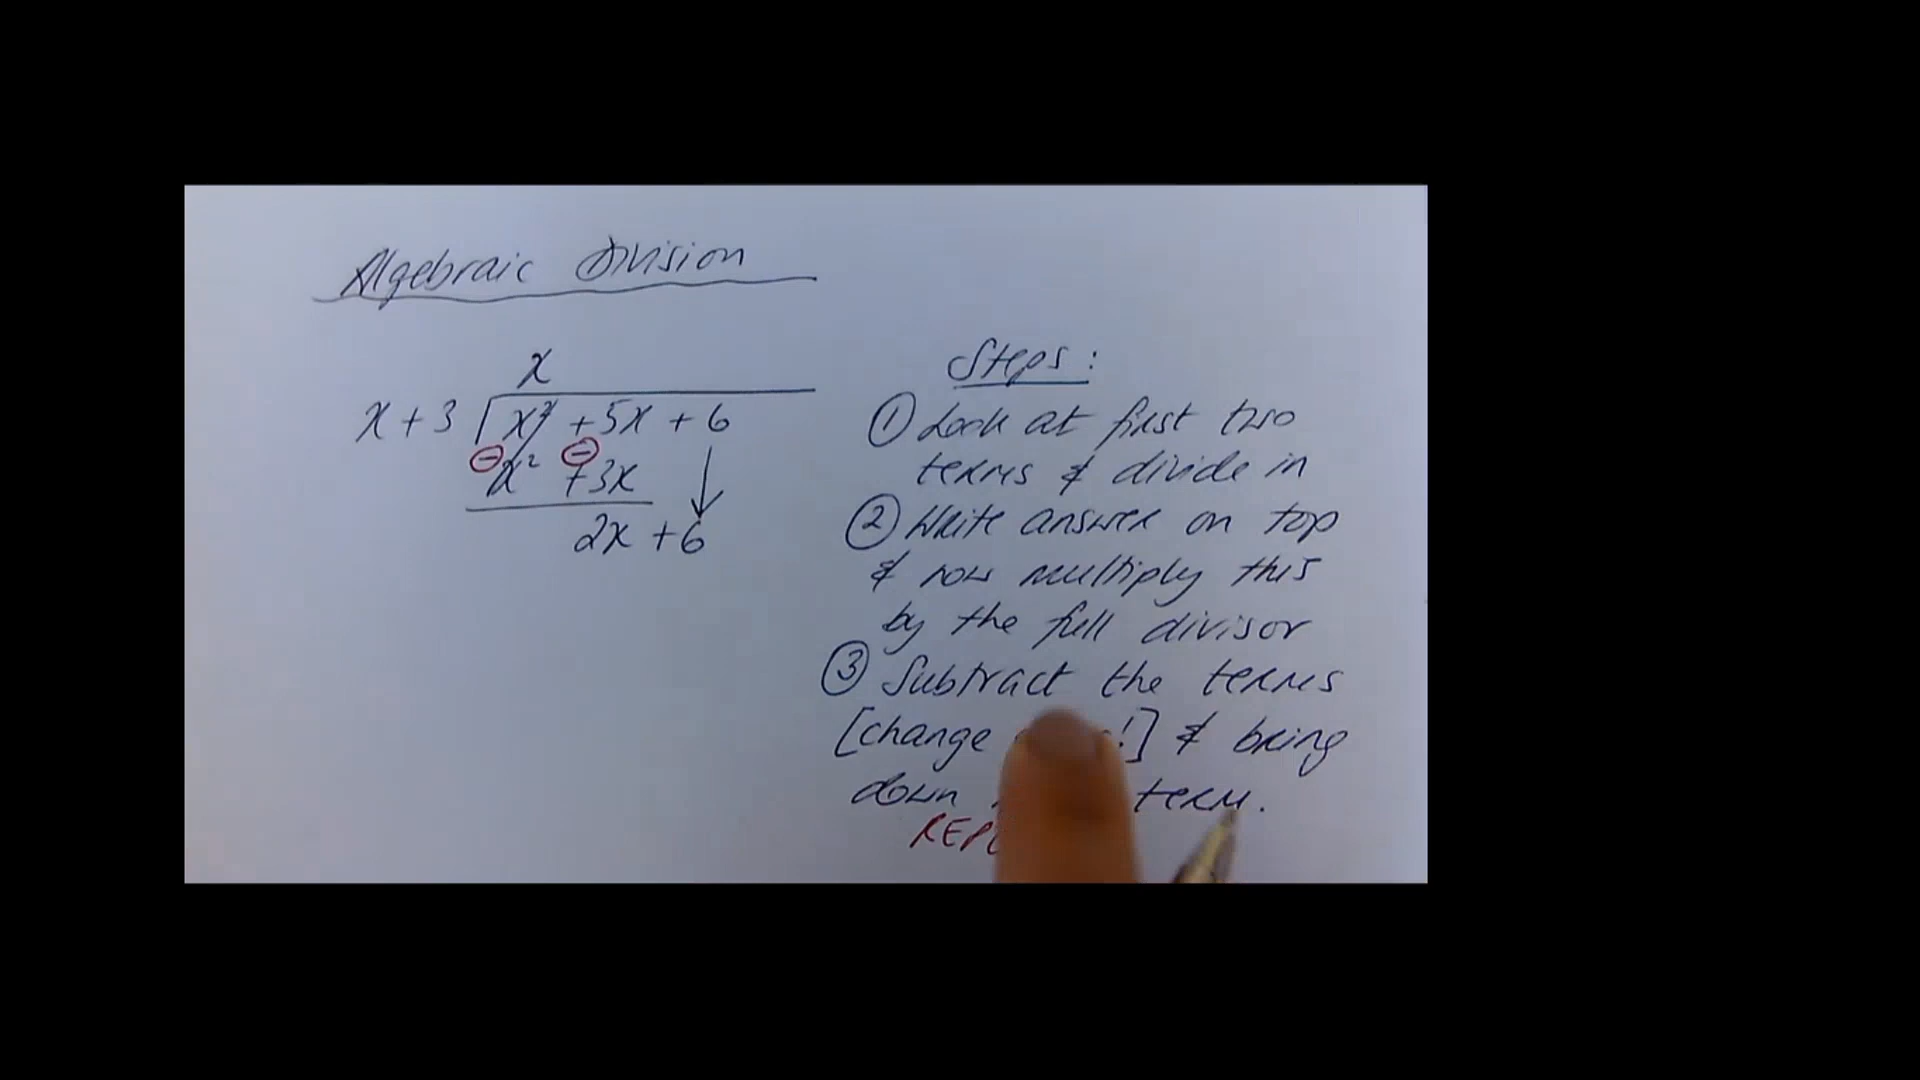 Algebraic Division
x
x + 3 x² + 5x + 6
- -
x² + 3x
2x + 6
Steps:
① Look at first two
terms & divide in
② Write answer on top
& now multiply this
by the full divisor
③ Subtract the terms
[change !] & bring
down term.